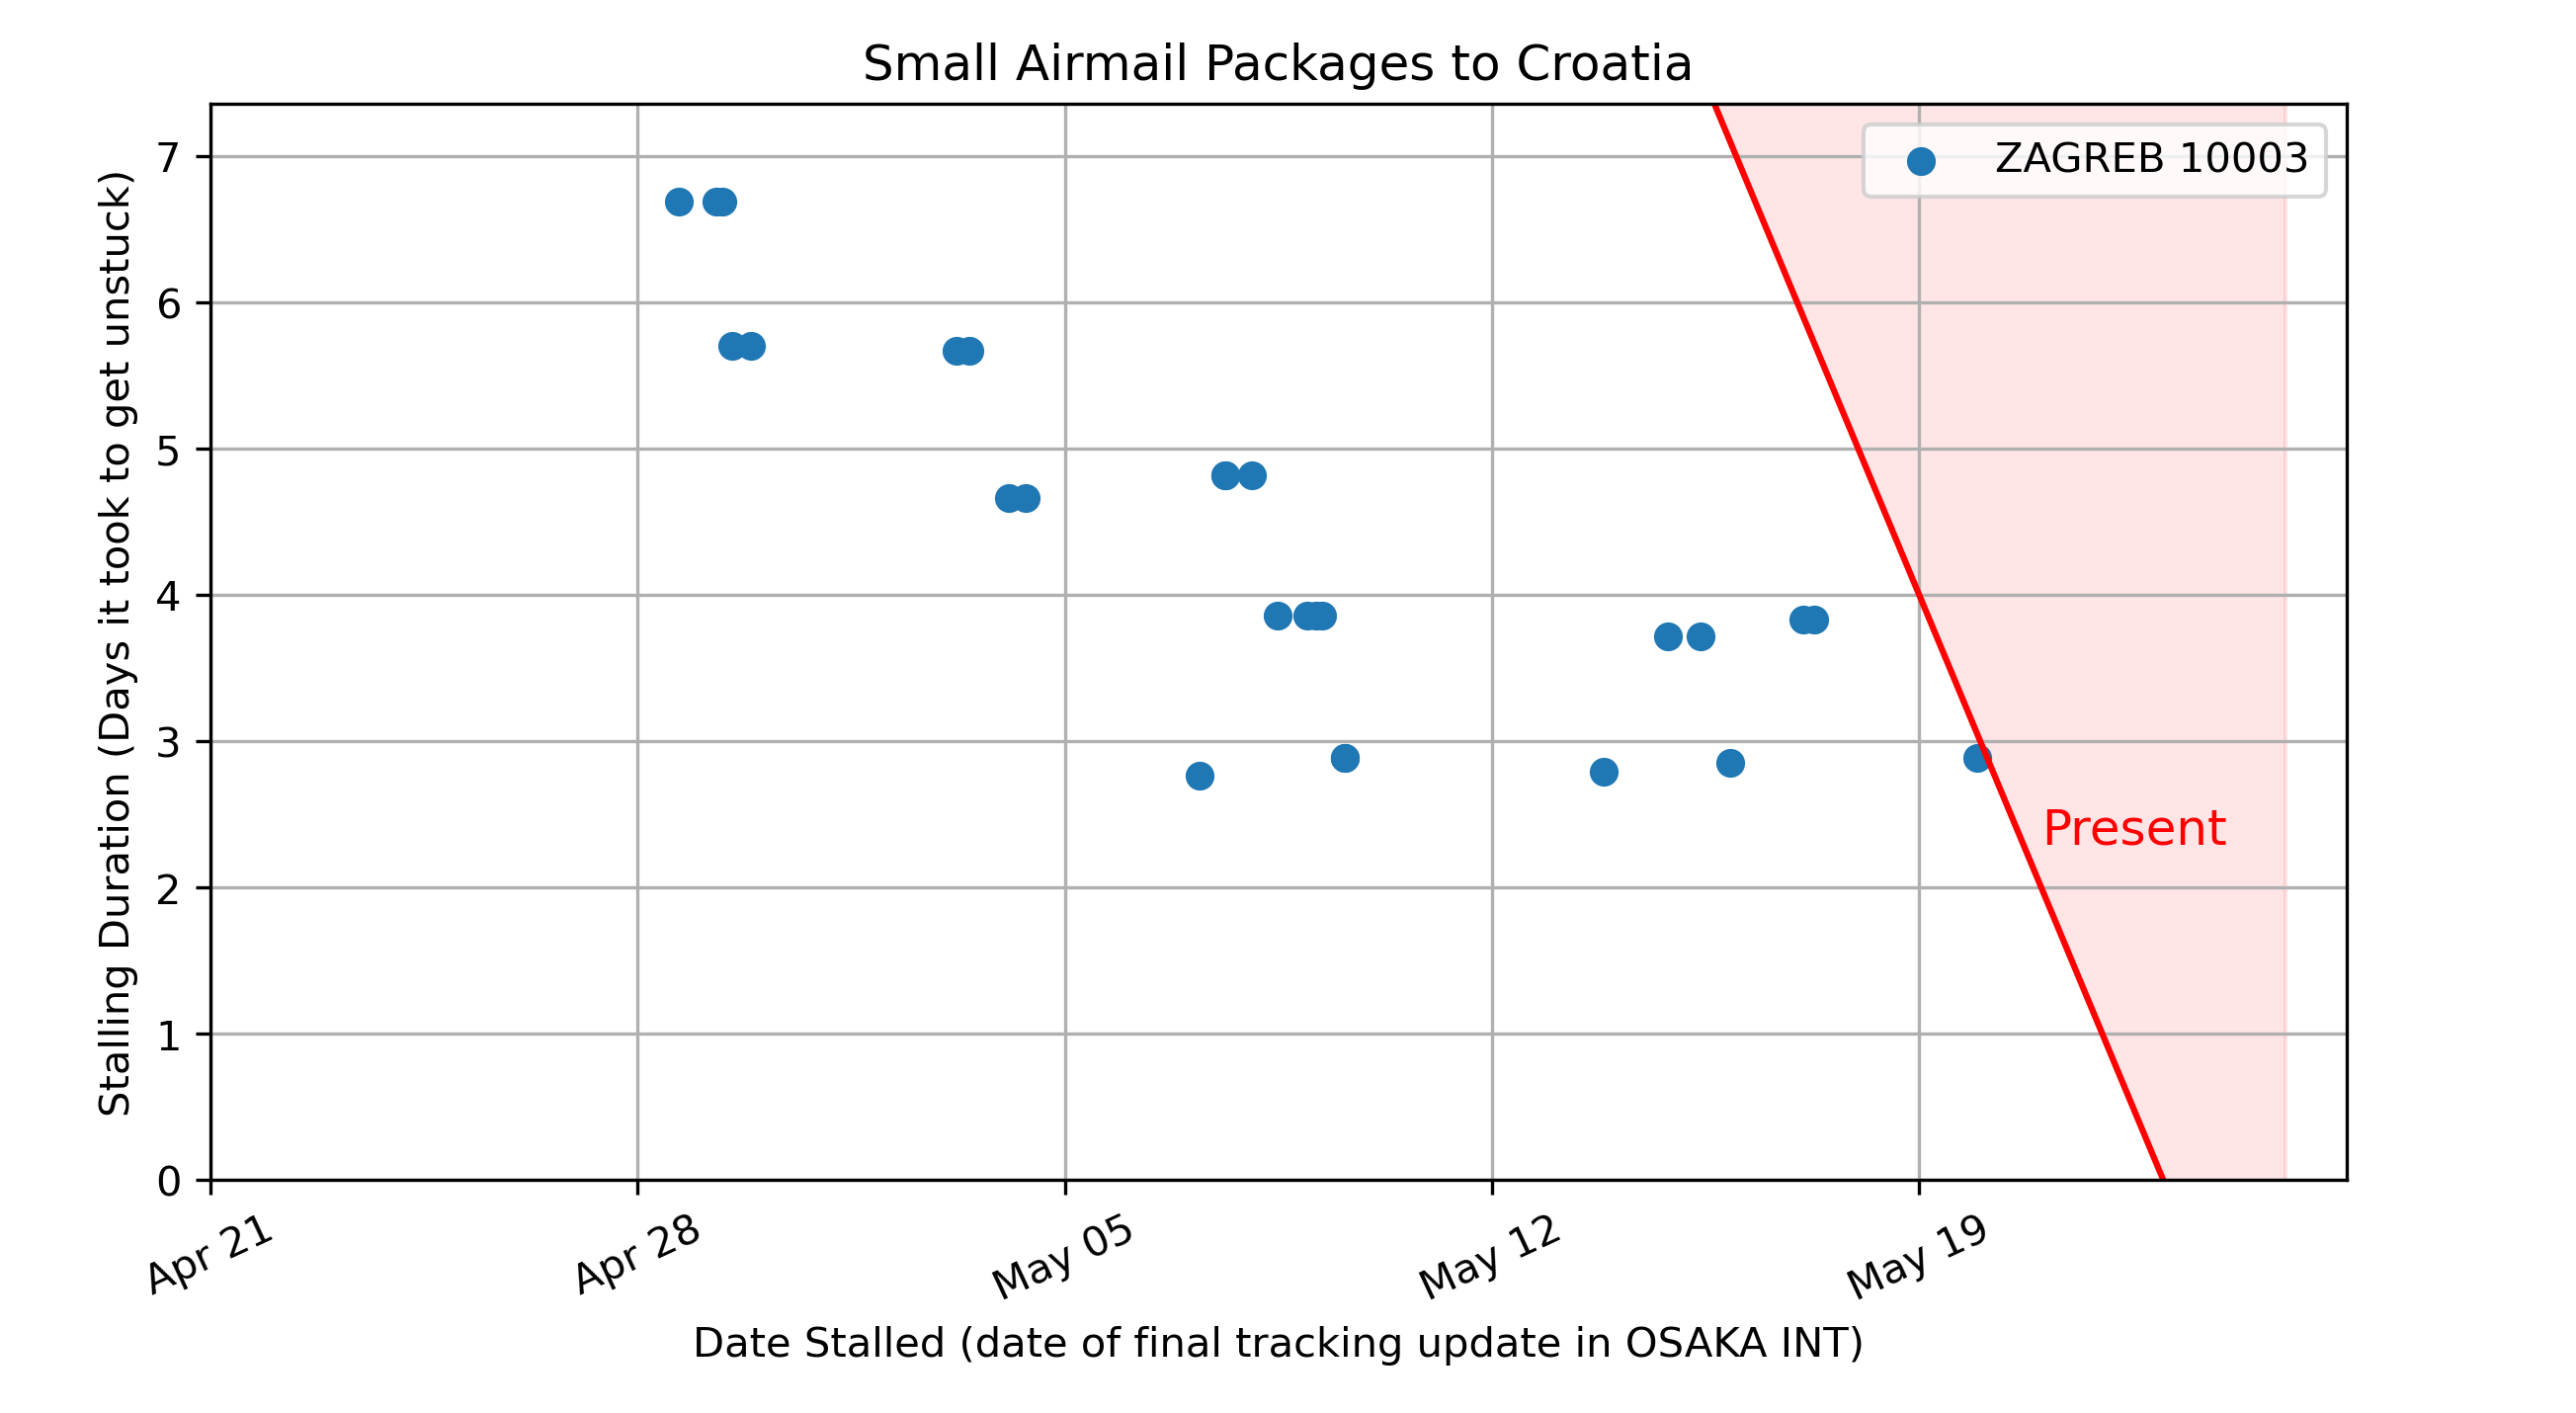 Small Airmail Packages to Croatia
ZAGREB 10003
Present
Stalling Duration (Days it took to get unstuck)
7
6
5
4
3
2
1
0
Apr 21
Apr 28
May 05
May 12
May 19
Date Stalled (date of final tracking update in OSAKA INT)